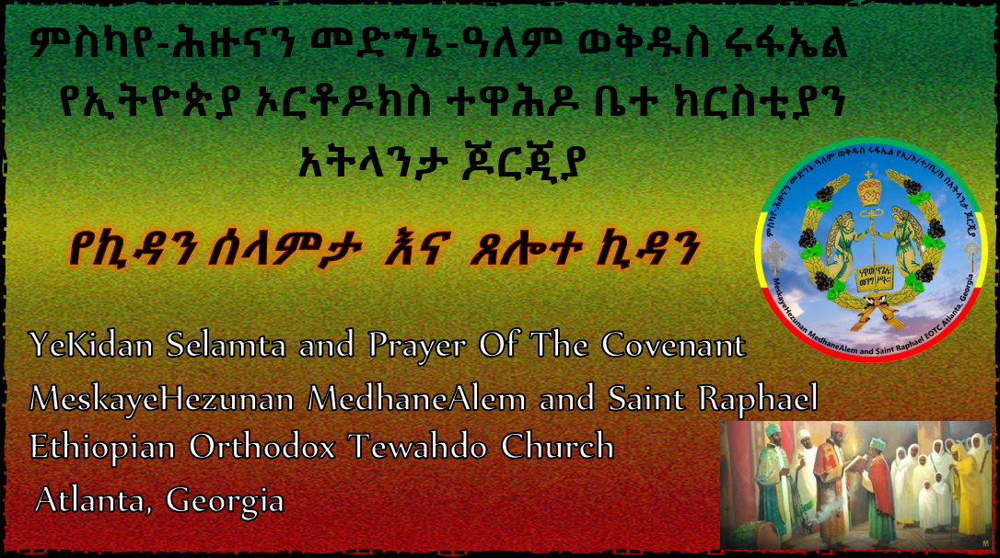 ምስካየ-ሕዙናን መድኀኔ-ዓለም ወቅዱስ ሩፋኤል
የኢትዮጵያ ኦርቶዶክስ ተዋሕዶ ቤተ ክርስቲያን
አትላንታ ጆርጂያ
የኪዳን ሰላምታ እና ጸሎተ ኪዳን
YeKidan Selamta and Prayer Of The Covenant
MeskayeHezunan MedhaneAlem and Saint Raphael
Ethiopian Orthodox Tewahdo Church
Atlanta, Georgia
ምስካየ-ሕዙናን መድኀኔ-ዓለም ወቅዱስ ሩፋኤል የኢ/ኦ/ተ/ቤ/ክ በአትላንታ ጆርጂያ
MeskayeHezunan MedhaneAlem and Saint Raphael EOTC Atlanta, Georgia